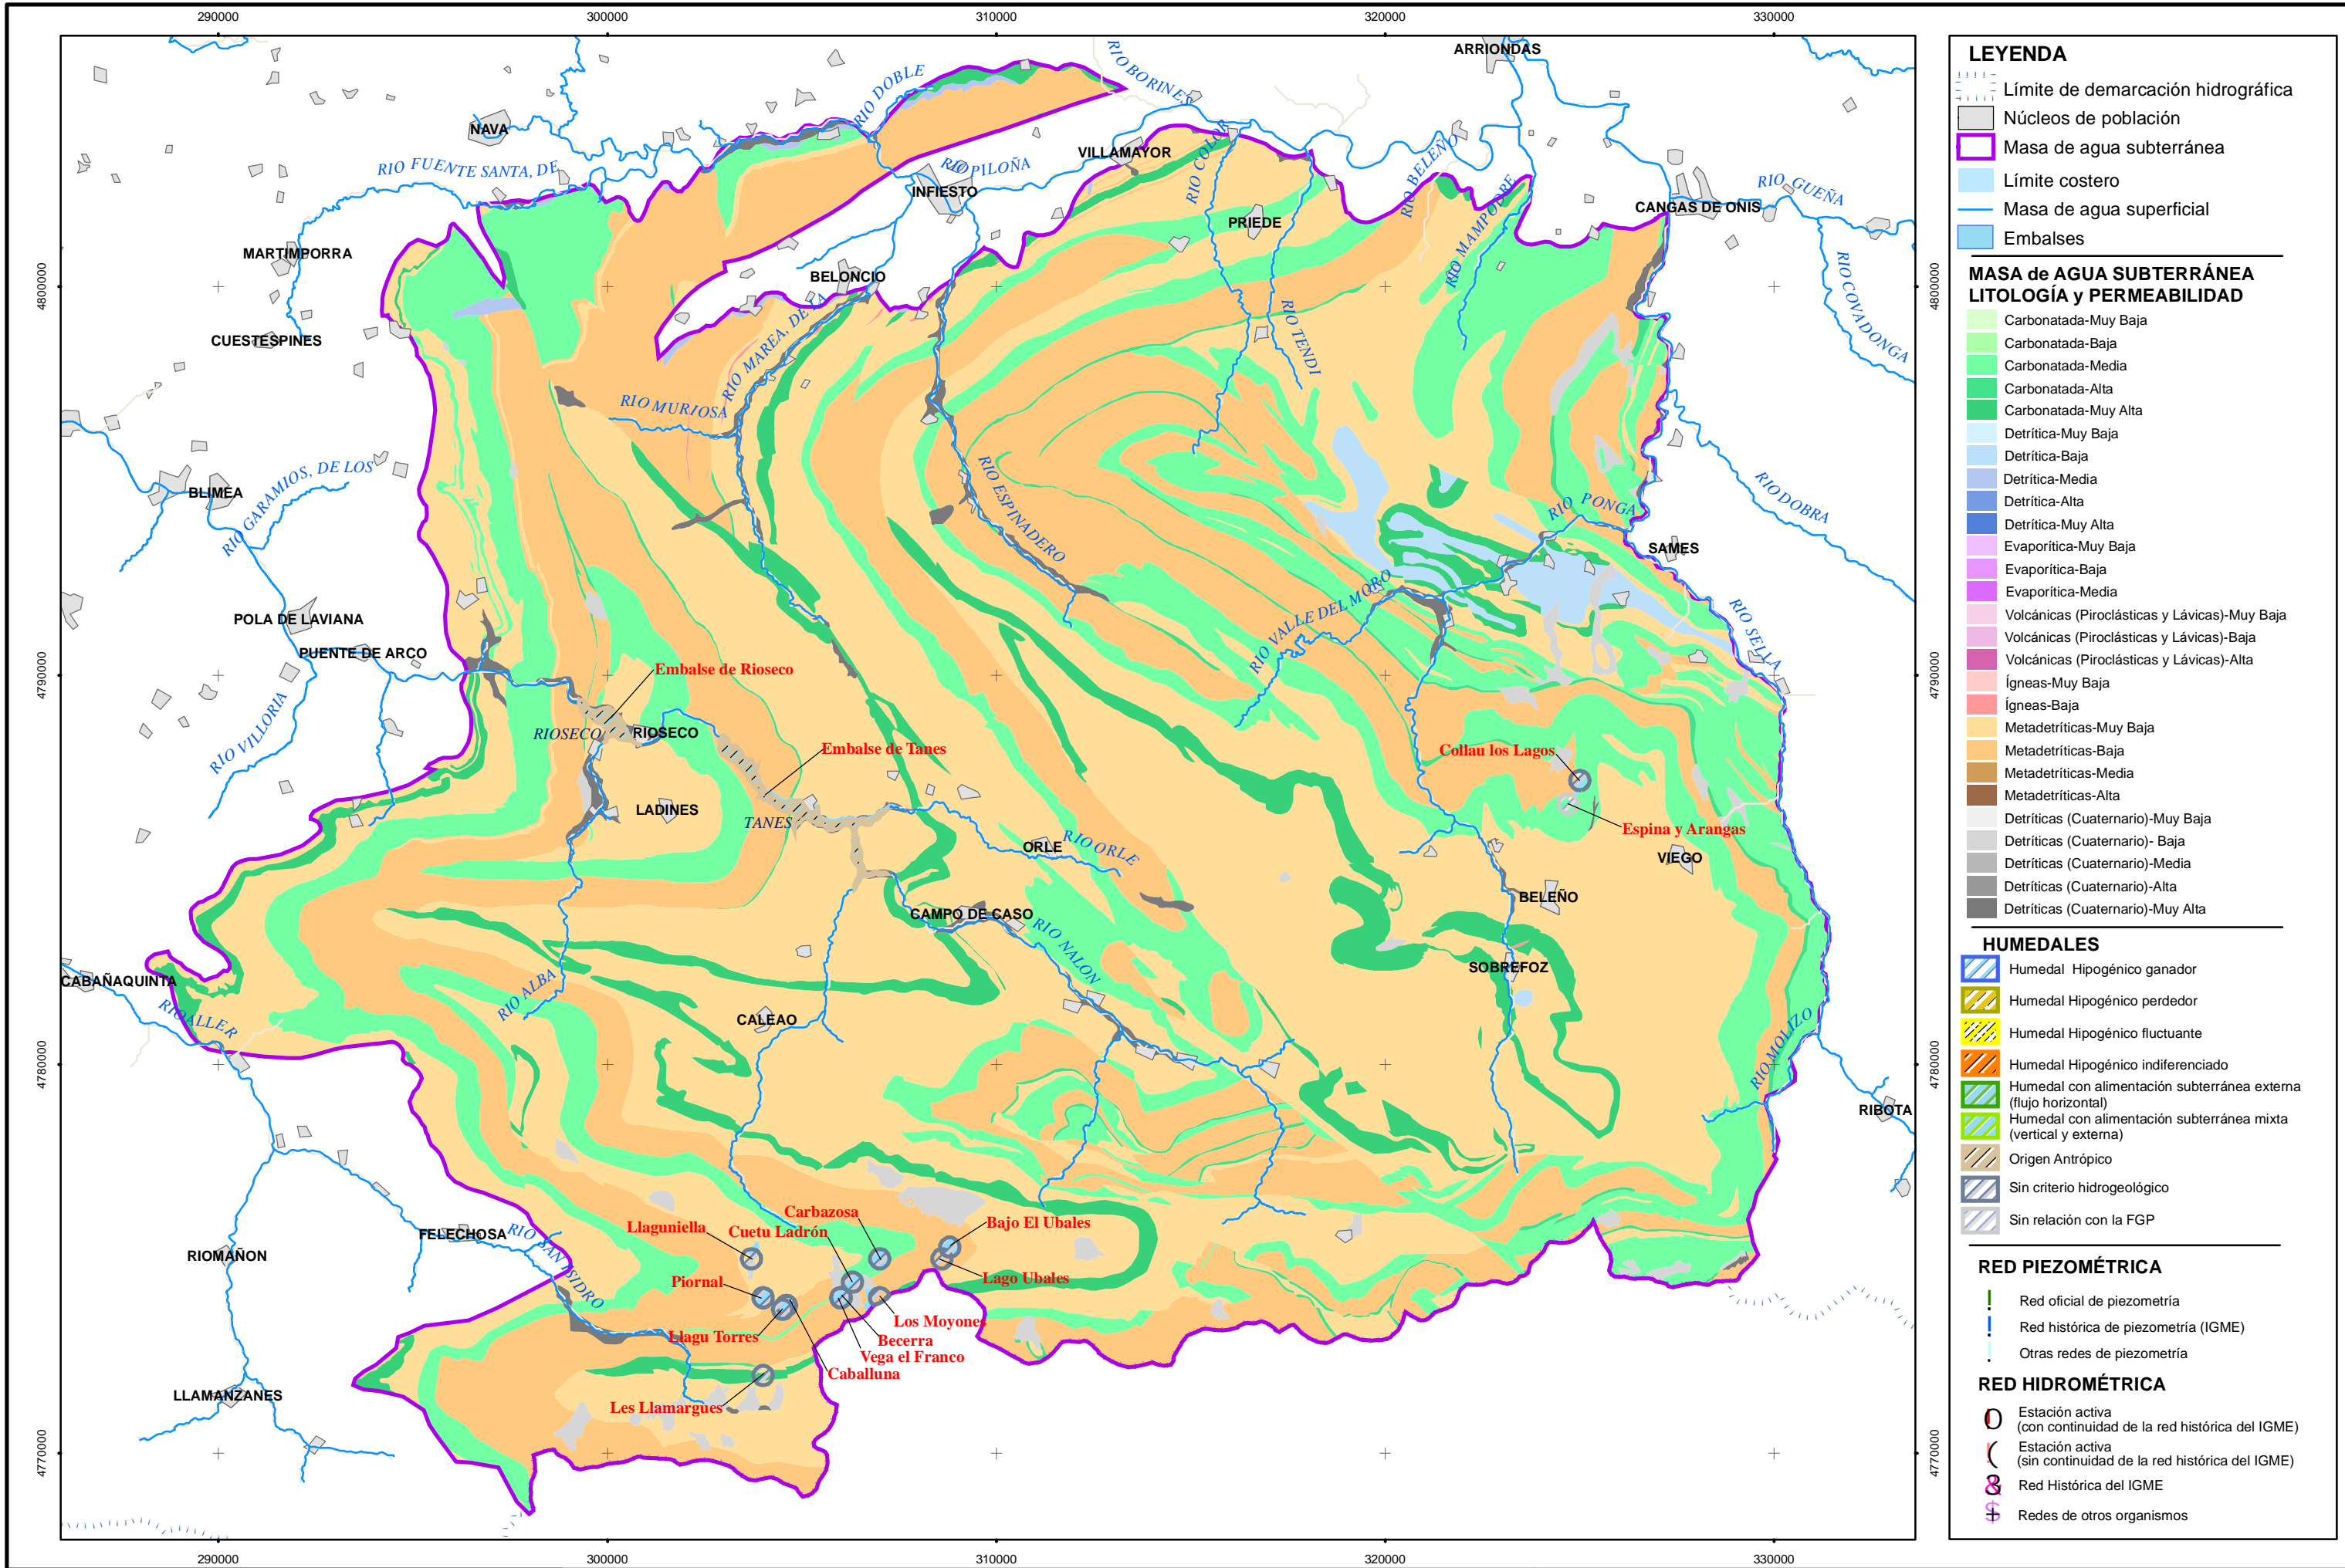 290000
300000
310000
320000
330000
4800000
4790000
4780000
4770000
4800000
4790000
4780000
4770000
ARRIONDAS
RIO DOBLE
RIO BORINES
NAVA
RIO FUENTE SANTA, DE
RIO PILOÑA
VILLAMAYOR
RIO COLOR
RIO BELEÑO
RIO MAMPODRE
INFIESTO
PRIEDE
CANGAS DE ONIS
RIO GUEÑA
RIO COVADONGA
MARTIMPORRA
BELONCIO
CUESTESPINES
RIO MAREA, DE LA
RIO TENDI
RIO MURIOSA
BLIMEA
RIO GARAMIOS, DE LOS
RIO ESPINADERO
RIO PONGA
RIO DOBRA
SAMES
RIO VALLE DEL MORO
RIO SELLA
POLA DE LAVIANA
PUENTE DE ARCO
RIO VILLORIA
Embalse de Rioseco
RIOSECO
RIOSECO
Embalse de Tanes
Collau los Lagos
LADINES
TANES
ORLE
RIO ORLE
Espina y Arangas
VIEGO
BELEÑO
CAMPO DE CASO
RIO NALON
SOBREFOZ
CABAÑAQUINTA
RIO ALLER
RIO ALBA
CALEAO
RIO MOLIZO
RIBOTA
Carbazosa
Llaguniella
Cuetu Ladrón
Bajo El Ubales
FELECHOSA
RIO SAN ISIDRO
RIOMAÑON
Piornal
Lago Ubales
Llagu Torres
Los Moyones
Becerra
Vega el Franco
Caballuna
LLAMANZANES
Les Llamargues
290000
300000
310000
320000
330000
LEYENDA
Límite de demarcación hidrográfica
Núcleos de población
Masa de agua subterránea
Límite costero
Masa de agua superficial
Embalses
MASA de AGUA SUBTERRÁNEA
LITOLOGÍA y PERMEABILIDAD
Carbonatada-Muy Baja
Carbonatada-Baja
Carbonatada-Media
Carbonatada-Alta
Carbonatada-Muy Alta
Detrítica-Muy Baja
Detrítica-Baja
Detrítica-Media
Detrítica-Alta
Detrítica-Muy Alta
Evaporítica-Muy Baja
Evaporítica-Baja
Evaporítica-Media
Volcánicas (Piroclásticas y Lávicas)-Muy Baja
Volcánicas (Piroclásticas y Lávicas)-Baja
Volcánicas (Piroclásticas y Lávicas)-Alta
Ígneas-Muy Baja
Ígneas-Baja
Metadetríticas-Muy Baja
Metadetríticas-Baja
Metadetríticas-Media
Metadetríticas-Alta
Detríticas (Cuaternario)-Muy Baja
Detríticas (Cuaternario)- Baja
Detríticas (Cuaternario)-Media
Detríticas (Cuaternario)-Alta
Detríticas (Cuaternario)-Muy Alta
HUMEDALES
Humedal Hipogénico ganador
Humedal Hipogénico perdedor
Humedal Hipogénico fluctuante
Humedal Hipogénico indiferenciado
Humedal con alimentación subterránea externa
(flujo horizontal)
Humedal con alimentación subterránea mixta
(vertical y externa)
Origen Antrópico
Sin criterio hidrogeológico
Sin relación con la FGP
RED PIEZOMÉTRICA
! Red oficial de piezometría
! Red histórica de piezometría (IGME)
Otras redes de piezometría
RED HIDROMÉTRICA
Estación activa
(con continuidad de la red histórica del IGME)
( Estación activa
(sin continuidad de la red histórica del IGME)
& Red Histórica del IGME
$ Redes de otros organismos